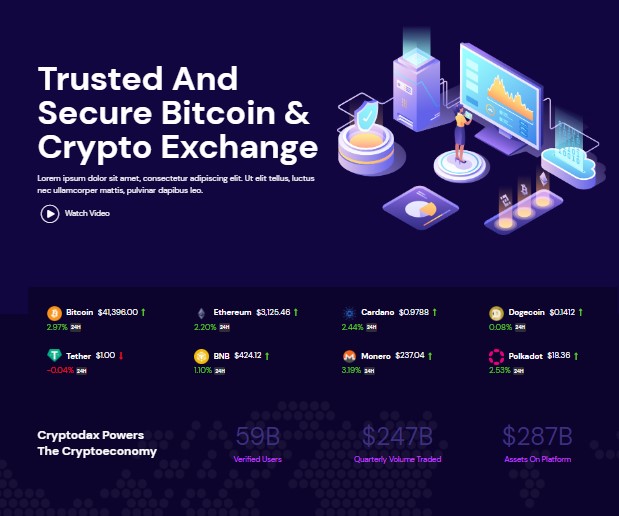 Trusted And
Secure Bitcoin &
Crypto Exchange
Lorem ipsum dolor sit amet, consectetur adipiscing elit. Ut elit tellus, luctus
nec ullamcorper mattis, pulvinar dapibus leo.
Watch Video
Bitcoin $41,396.00 ↑ Ethereum $3,125.46 ↑ Cardano $0.9788 ↑ Dogecoin $0.1412 ↑
2.97% 24H 2.20% 24H 2.44% 24H 0.08% 24H
Tether $1.00 ↓ BNB $424.12 ↑ Monero $237.04 ↑ Polkadot $18.36 ↑
-0.04% 24H 1.10% 24H 3.19% 24H 2.53% 24H
Cryptodax Powers
The Cryptoeconomy
59B $247B $287B
Verified Users Quarterly Volume Traded Assets On Platform